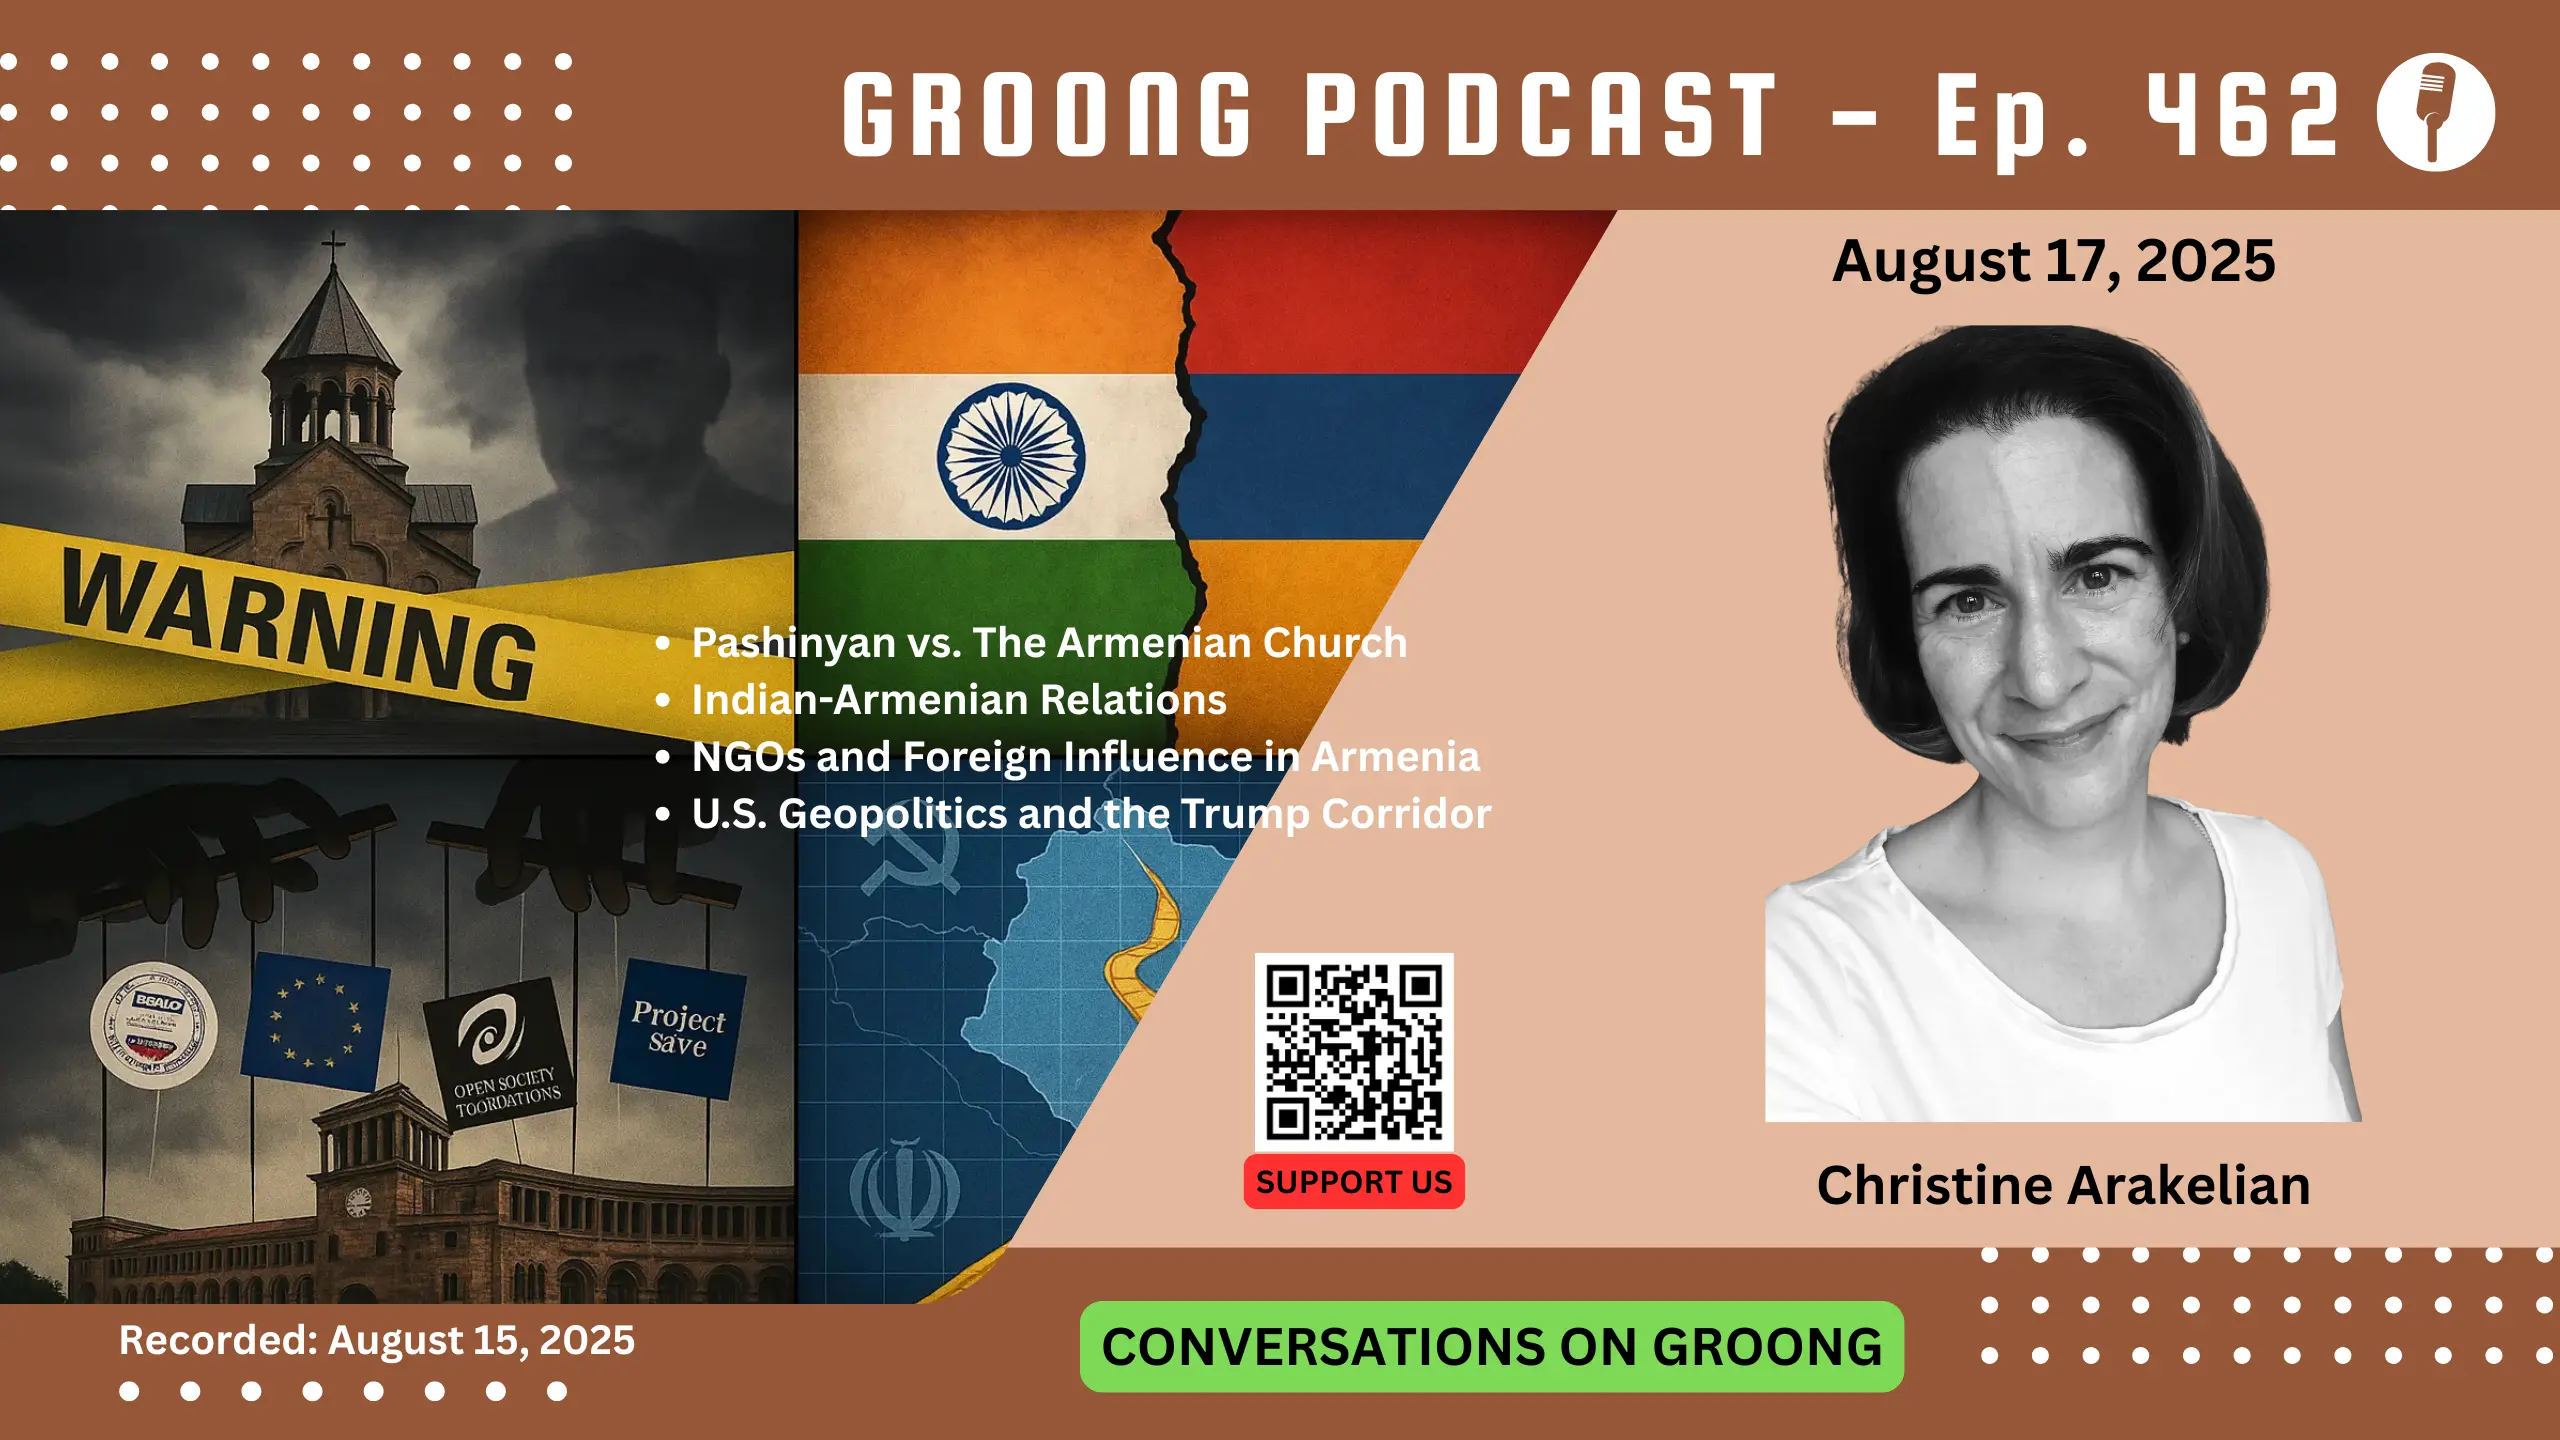 GROONG PODCAST – Ep. 462
August 17, 2025
WARNING
• Pashinyan vs. The Armenian Church
• Indian-Armenian Relations
• NGOs and Foreign Influence in Armenia
• U.S. Geopolitics and the Trump Corridor
BGALO
Project
save
OPEN SOCIETY
TOORDATIONS
SUPPORT US
Christine Arakelian
Recorded: August 15, 2025
CONVERSATIONS ON GROONG